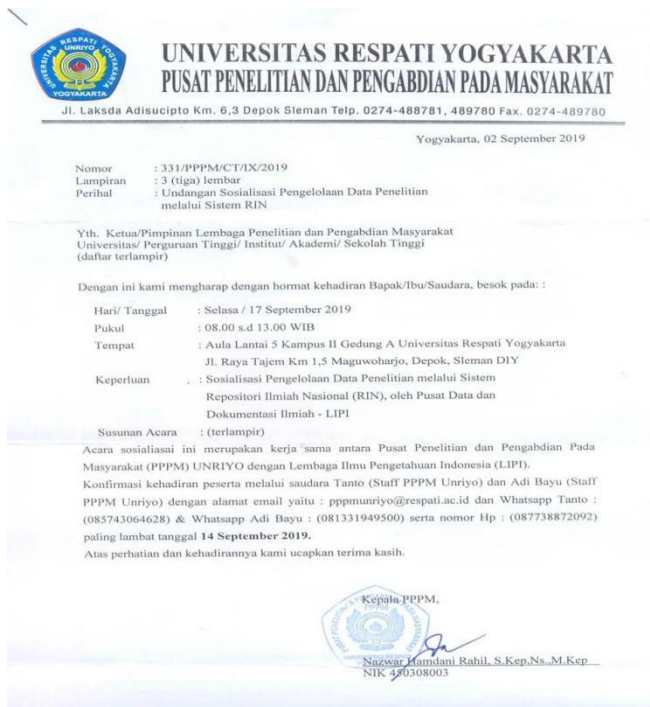 UNIVERSITAS RESPATI YOGYAKARTA
PUSAT PENELITIAN DAN PENGABDIAN PADA MASYARAKAT
Jl. Laksda Adisucipto Km. 6,3 Depok Sleman Telp. 0274-488781, 489780 Fax. 0274-489780
Yogyakarta, 02 September 2019
Nomor : 331/PPPM/CT/IX/2019
Lampiran : 3 (tiga) lembar
Perihal : Undangan Sosialisasi Pengelolaan Data Penelitian
melalui Sistem RIN
Yth. Ketua/Pimpinan Lembaga Penelitian dan Pengabdian Masyarakat
Universitas/ Perguruan Tinggi/ Institut/ Akademi/ Sekolah Tinggi
(daftar terlampir)
Dengan ini kami mengharap dengan hormat kehadiran Bapak/Ibu/Saudara, besok pada: :
Hari/ Tanggal : Selasa / 17 September 2019
Pukul : 08.00 s.d 13.00 WIB
Tempat : Aula Lantai 5 Kampus II Gedung A Universitas Respati Yogyakarta
Jl. Raya Tajem Km 1,5 Maguwoharjo, Depok, Sleman DIY
Keperluan : Sosialisasi Pengelolaan Data Penelitian melalui Sistem
Repositori Ilmiah Nasional (RIN), oleh Pusat Data dan
Dokumentasi Ilmiah - LIPI
Susunan Acara : (terlampir)
Acara sosialiasai ini merupakan kerja sama antara Pusat Penelitian dan Pengabdian Pada
Masyarakat (PPPM) UNRIYO dengan Lembaga Ilmu Pengetahuan Indonesia (LIPI).
Konfirmasi kehadiran peserta melalui saudara Tanto (Staff PPPM Unriyo) dan Adi Bayu (Staff
PPPM Unriyo) dengan alamat email yaitu : pppmunriyo@respati.ac.id dan Whatsapp Tanto :
(085743064628) & Whatsapp Adi Bayu : (081331949500) serta nomor Hp : (087738872092)
paling lambat tanggal 14 September 2019.
Atas perhatian dan kehadirannya kami ucapkan terima kasih.
Kepala PPPM,
Nazwar Hamdani Rahil, S.Kep,Ns.,M.Kep
NIK 450308003